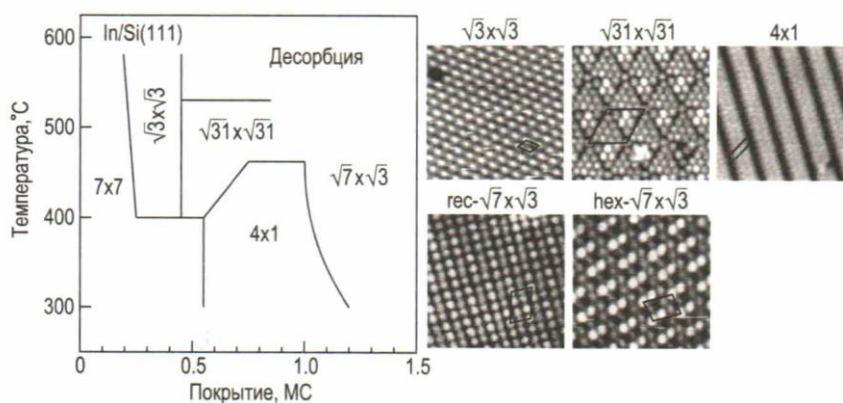 In/Si(111)
Десорбция
√3x√3
√31x√31
√7x√3
7x7
4x1
Температура,°C
600
500
400
300
0
0.5
1.0
1.5
Покрытие, МС
√3x√3
√31x√31
4x1
rec-√7x√3
hex-√7x√3